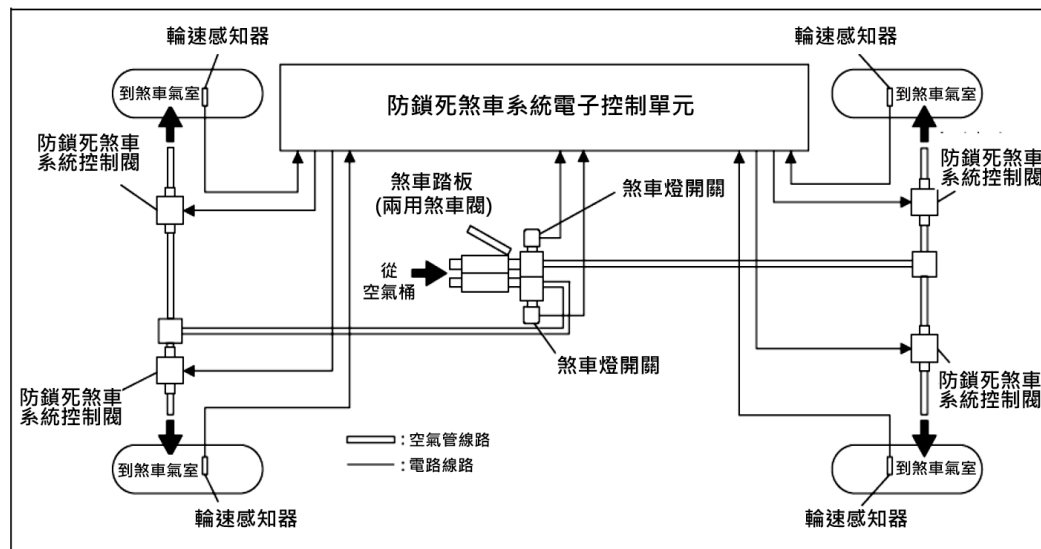 輪速感知器
輪速感知器
到煞車氣室
防鎖死煞車系統電子控制單元
到煞車氣室
防鎖死煞車
系統控制閥
防鎖死煞車
系統控制閥
煞車踏板
(兩用煞車閥)
煞車燈開關
從
空氣桶
煞車燈開關
防鎖死煞車
系統控制閥
防鎖死煞車
系統控制閥
：空氣管線路
：電路線路
到煞車氣室
到煞車氣室
輪速感知器
輪速感知器